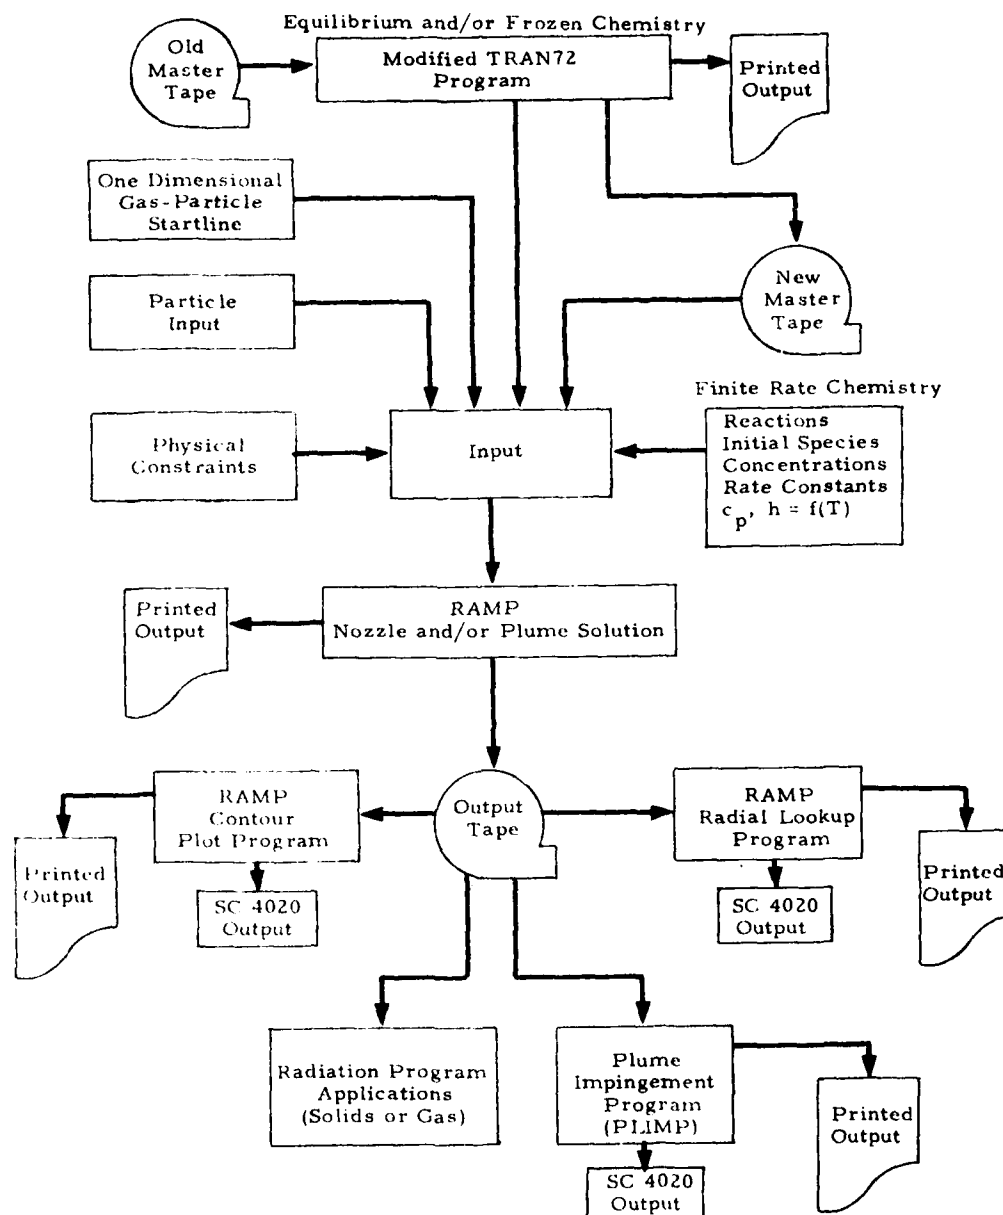 Equilibrium and/or Frozen Chemistry
Old
Master
Tape
Modified TRAN72
Program
Printed
Output
One Dimensional
Gas-Particle
Startline
Particle
Input
New
Master
Tape
Finite Rate Chemistry
Physical
Constraints
Input
Reactions
Initial Species
Concentrations
Rate Constants
cp, h = f(T)
Printed
Output
RAMP
Nozzle and/or Plume Solution
RAMP
Contour
Plot Program
Output
Tape
RAMP
Radial Lookup
Program
Printed
Output
SC 4020
Output
SC 4020
Output
Printed
Output
Radiation Program
Applications
(Solids or Gas)
Plume
Impingement
Program
(PLIMP)
Printed
Output
SC 4020
Output